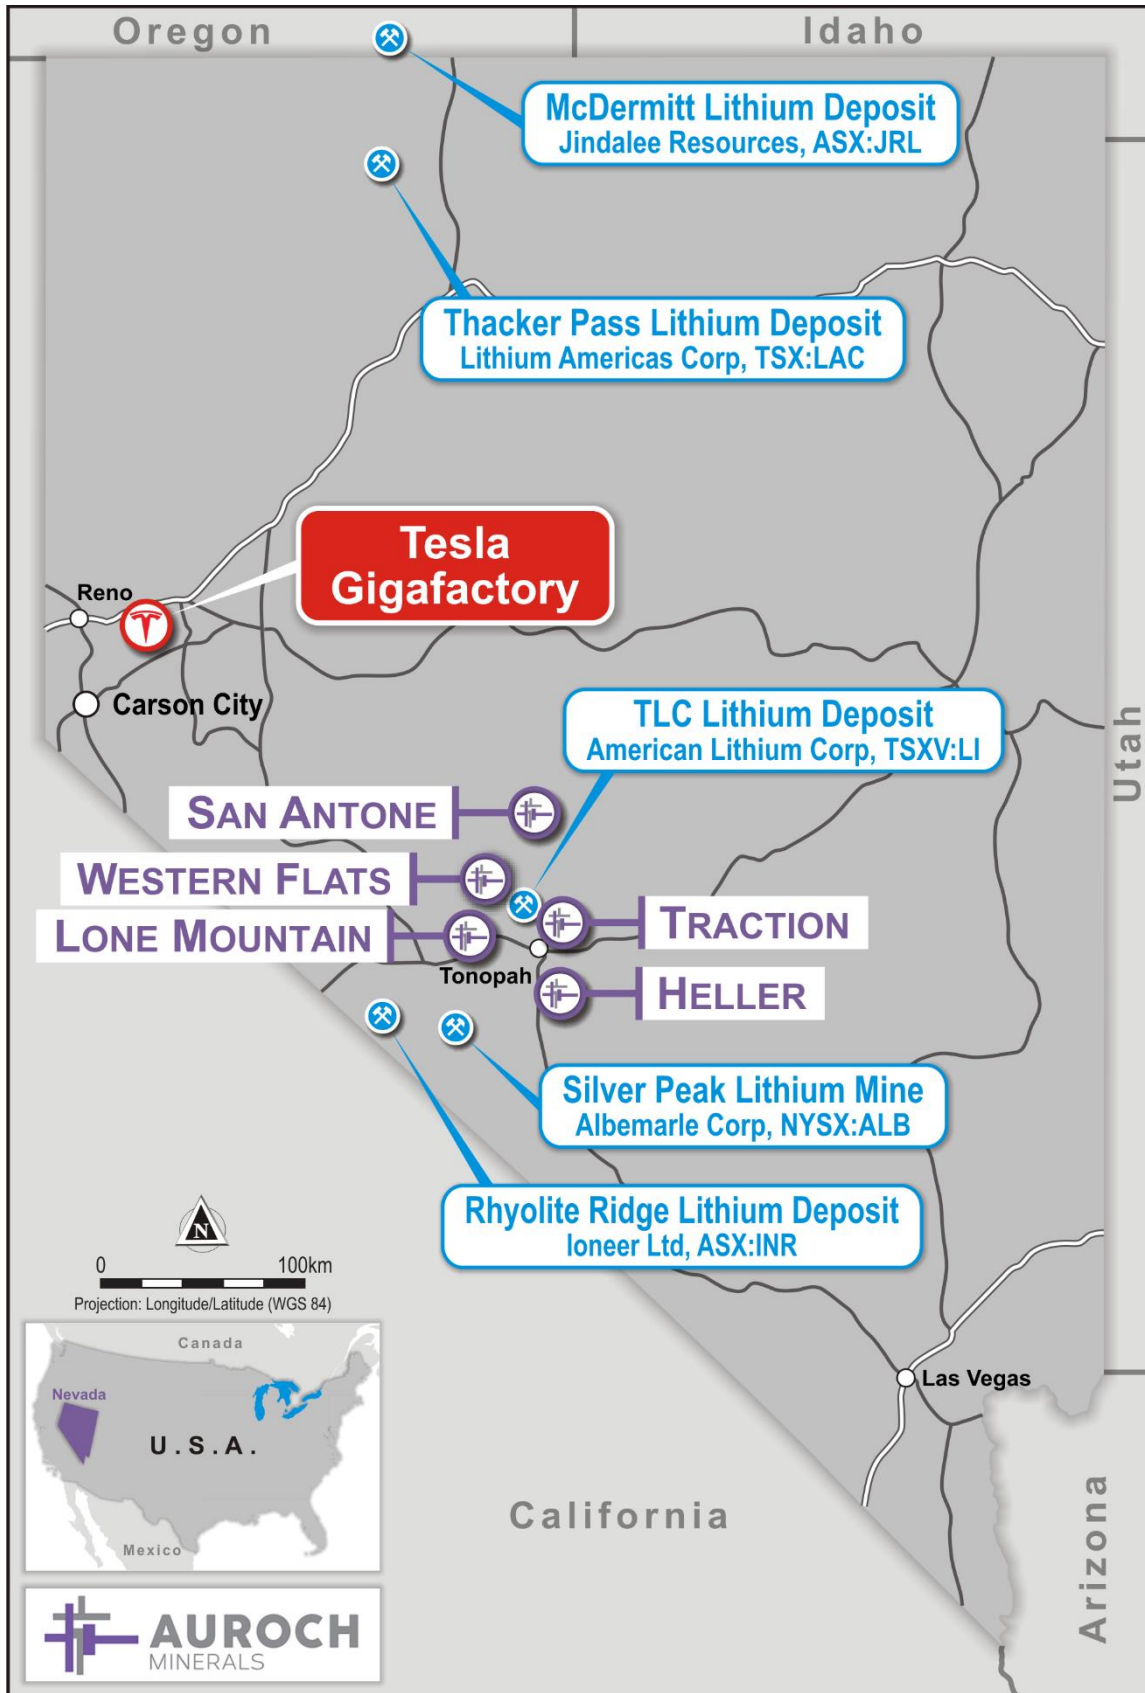 Oregon
Idaho
McDermitt Lithium Deposit
Jindalee Resources, ASX:JRL
Thacker Pass Lithium Deposit
Lithium Americas Corp, TSX:LAC
Tesla
Gigafactory
Reno
Carson City
TLC Lithium Deposit
American Lithium Corp, TSXV:LI
Utah
SAN ANTONE
WESTERN FLATS
LONE MOUNTAIN
TRACTION
Tonopah
HELLER
Silver Peak Lithium Mine
Albemarle Corp, NYSX:ALB
Rhyolite Ridge Lithium Deposit
Ioneer Ltd, ASX:INR
N
0 100km
Projection: Longitude/Latitude (WGS 84)
Canada
Nevada
U.S.A.
Mexico
Las Vegas
California
Arizona
AUROCH
MINERALS